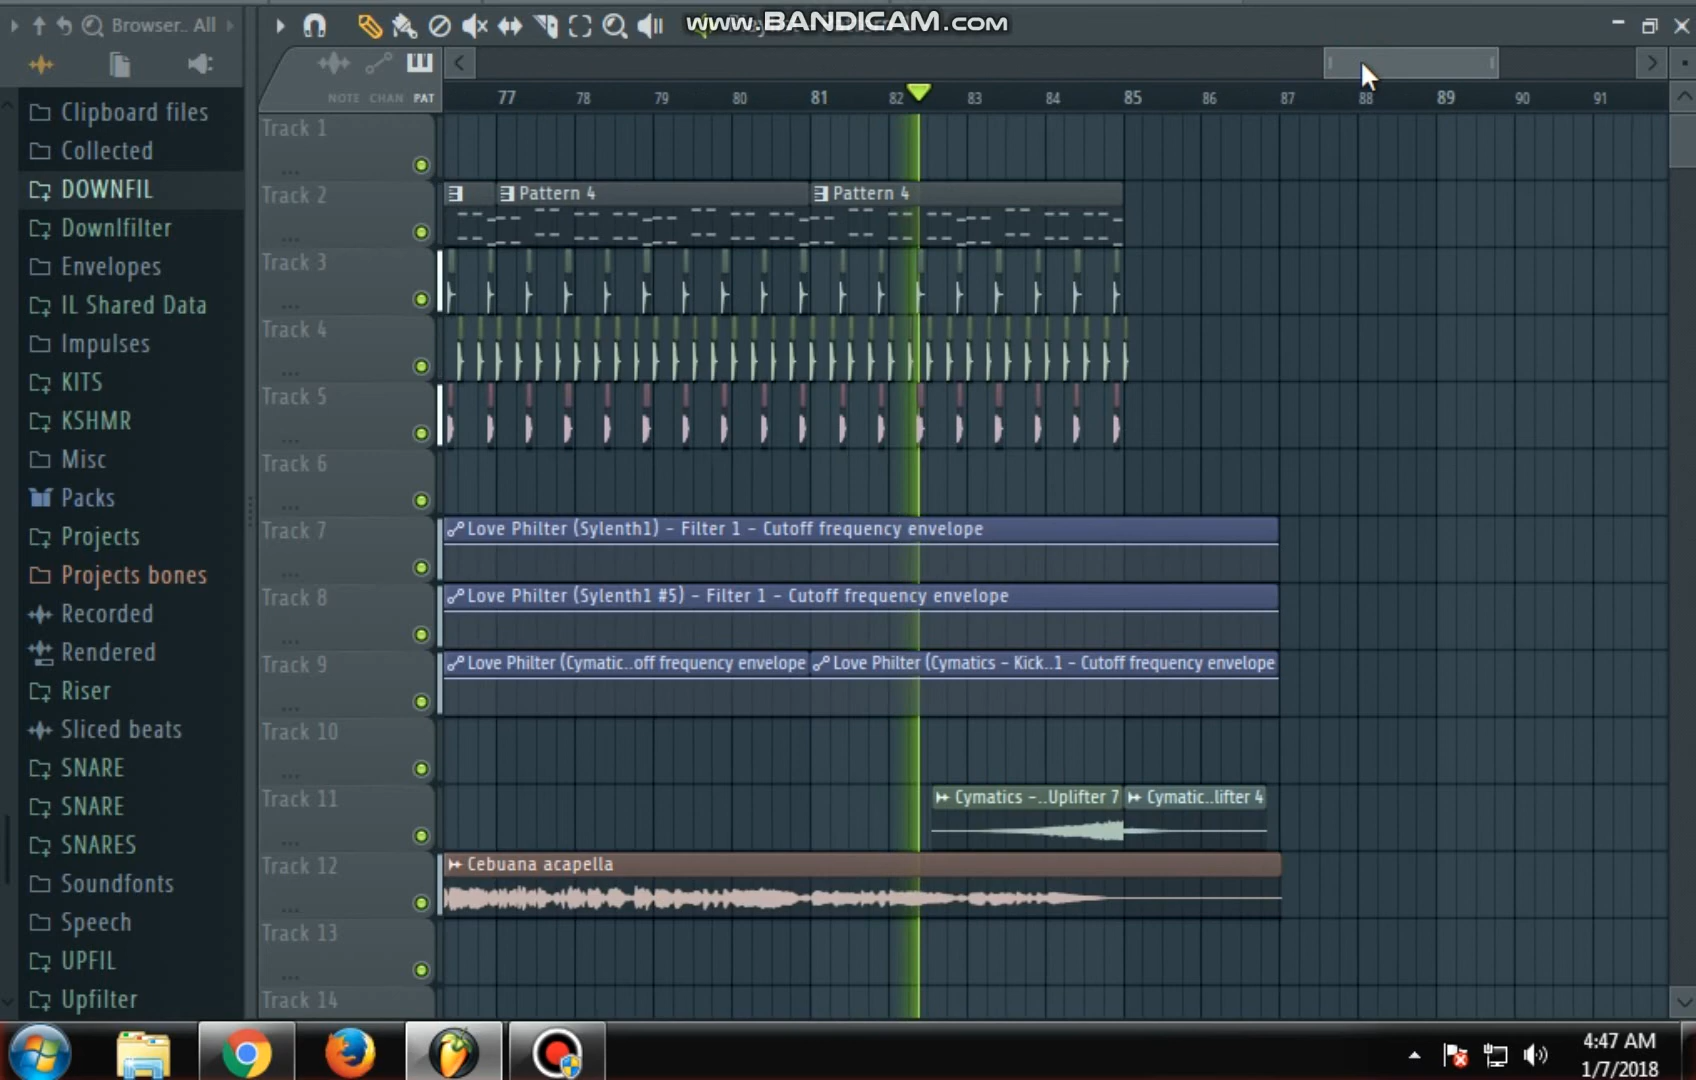 www.BANDICAM.com
Browser.. All
NOTE CHAN PAT
77 78 79 80 81 82 83 84 85 86 87 88 89 90 91
Clipboard files
Collected
DOWNFIL
Downlfilter
Envelopes
IL Shared Data
Impulses
KITS
KSHMR
Misc
Packs
Projects
Projects bones
Recorded
Rendered
Riser
Sliced beats
SNARE
SNARE
SNARES
Soundfonts
Speech
UPFIL
Upfilter
Track 1
Track 2
Pattern 4
Pattern 4
Track 3
Track 4
Track 5
Track 6
Track 7
Love Philter (Sylenth1) - Filter 1 - Cutoff frequency envelope
Track 8
Love Philter (Sylenth1 #5) - Filter 1 - Cutoff frequency envelope
Track 9
Love Philter (Cymatic..off frequency envelope
Love Philter (Cymatics - Kick..1 - Cutoff frequency envelope
Track 10
Track 11
Cymatics -..Uplifter 7
Cymatic..lifter 4
Track 12
Cebuana acapella
Track 13
Track 14
4:47 AM
1/7/2018